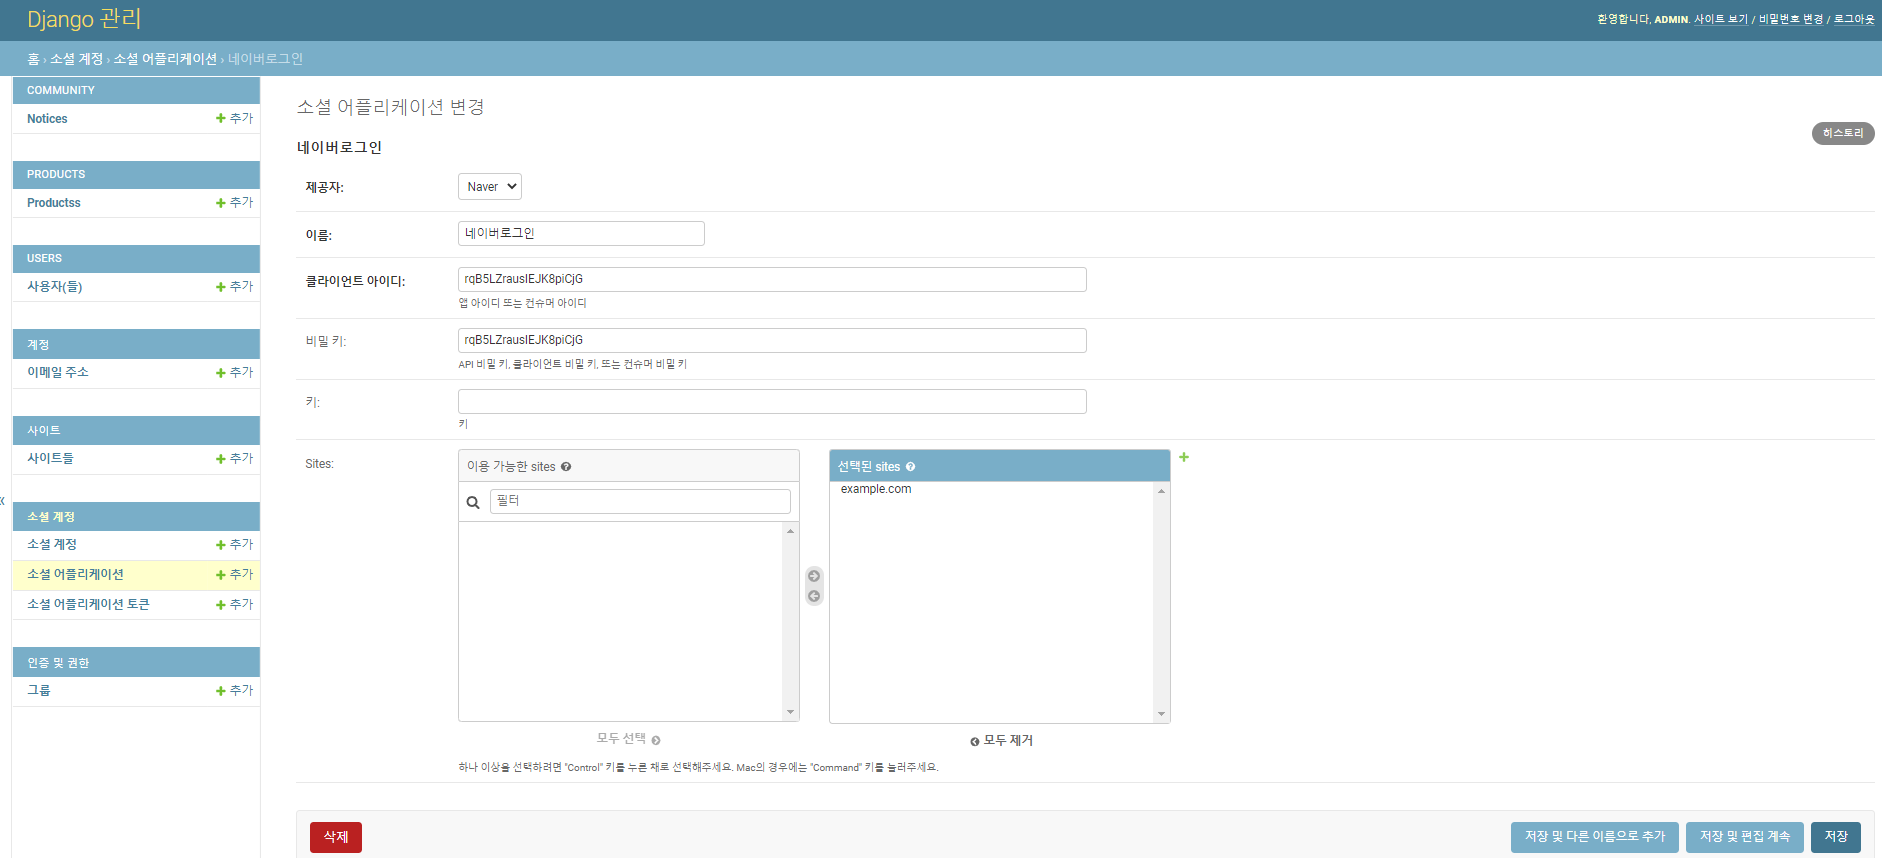 Django 관리
환영합니다, ADMIN. 사이트 보기 / 비밀번호 변경 / 로그아웃
홈 › 소셜 계정 › 소셜 어플리케이션 › 네이버로그인
COMMUNITY
Notices 추가
PRODUCTS
Productss 추가
USERS
사용자(들) 추가
계정
이메일 주소 추가
사이트
사이트들 추가
소셜 계정
소셜 계정 추가
소셜 어플리케이션 추가
소셜 어플리케이션 토큰 추가
인증 및 권한
그룹 추가
«
소셜 어플리케이션 변경
히스토리
네이버로그인
제공자: Naver
이름: 네이버로그인
클라이언트 아이디: rqB5LZrausIEJK8piCjG
앱 아이디 또는 컨슈머 아이디
비밀 키: rqB5LZrausIEJK8piCjG
API 비밀 키, 클라이언트 비밀 키, 또는 컨슈머 비밀 키
키:
키
Sites:
이용 가능한 sites
필터
모두 선택
선택된 sites
example.com
모두 제거
하나 이상을 선택하려면 "Control" 키를 누른 채로 선택해주세요. Mac의 경우에는 "Command" 키를 눌러주세요.
삭제
저장 및 다른 이름으로 추가
저장 및 편집 계속
저장